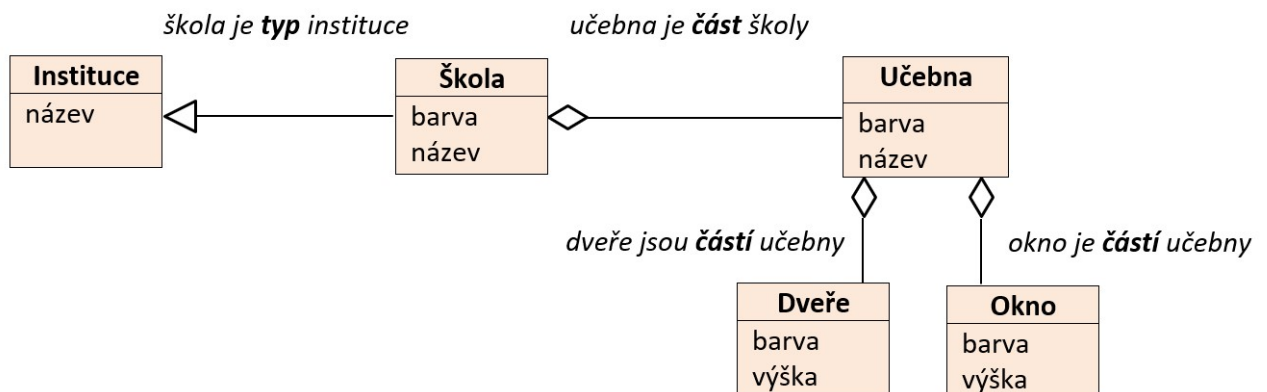 škola je typ instituce
učebna je část školy
Instituce
název
Škola
barva
název
Učebna
barva
název
dveře jsou částí učebny
okno je částí učebny
Dveře
barva
výška
Okno
barva
výška